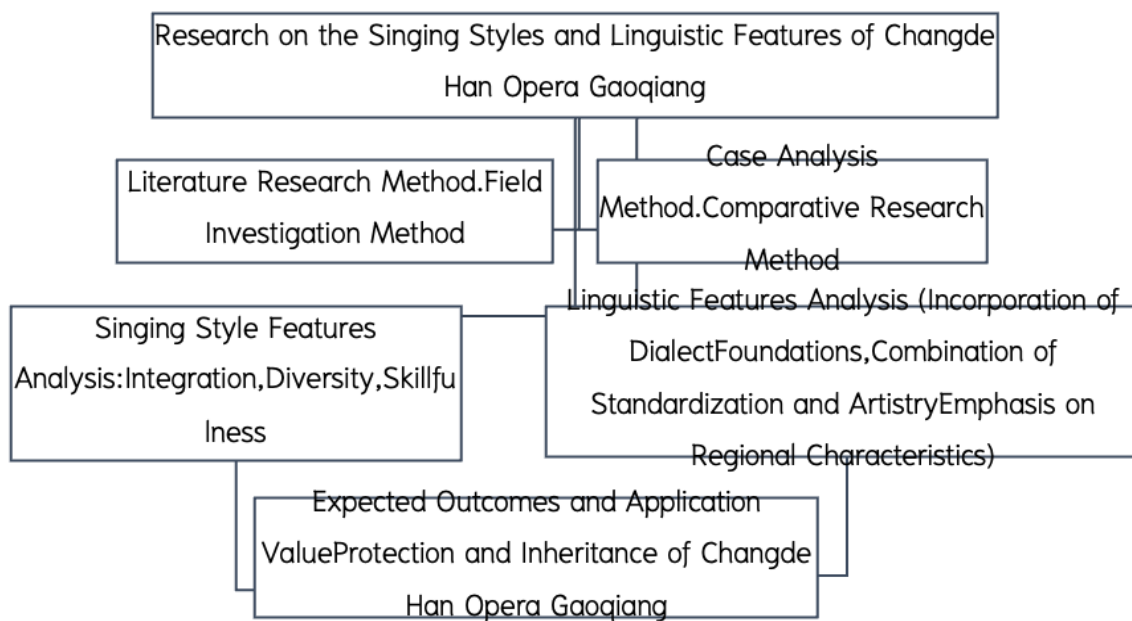 Research on the Singing Styles and Linguistic Features of Changde
Han Opera Gaoqiang
Literature Research Method.Field
Investigation Method
Case Analysis
Method.Comparative Research
Method
Singing Style Features
Analysis:Integration,Diversity,Skillfu
lness
Linguistic Features Analysis (Incorporation of
DialectFoundations,Combination of
Standardization and ArtistryEmphasis on
Regional Characteristics)
Expected Outcomes and Application
ValueProtection and Inheritance of Changde
Han Opera Gaoqiang